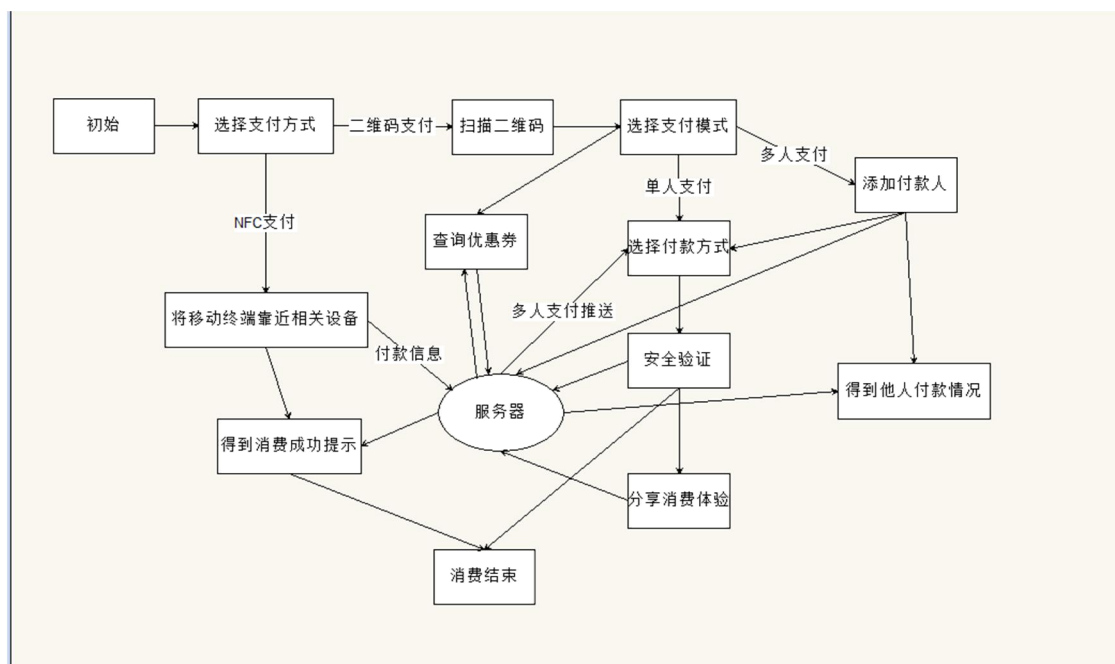 初始
选择支付方式
二维码支付
扫描二维码
选择支付模式
多人支付
添加付款人
单人支付
NFC支付
查询优惠券
选择付款方式
将移动终端靠近相关设备
多人支付推送
付款信息
安全验证
得到他人付款情况
服务器
得到消费成功提示
分享消费体验
消费结束